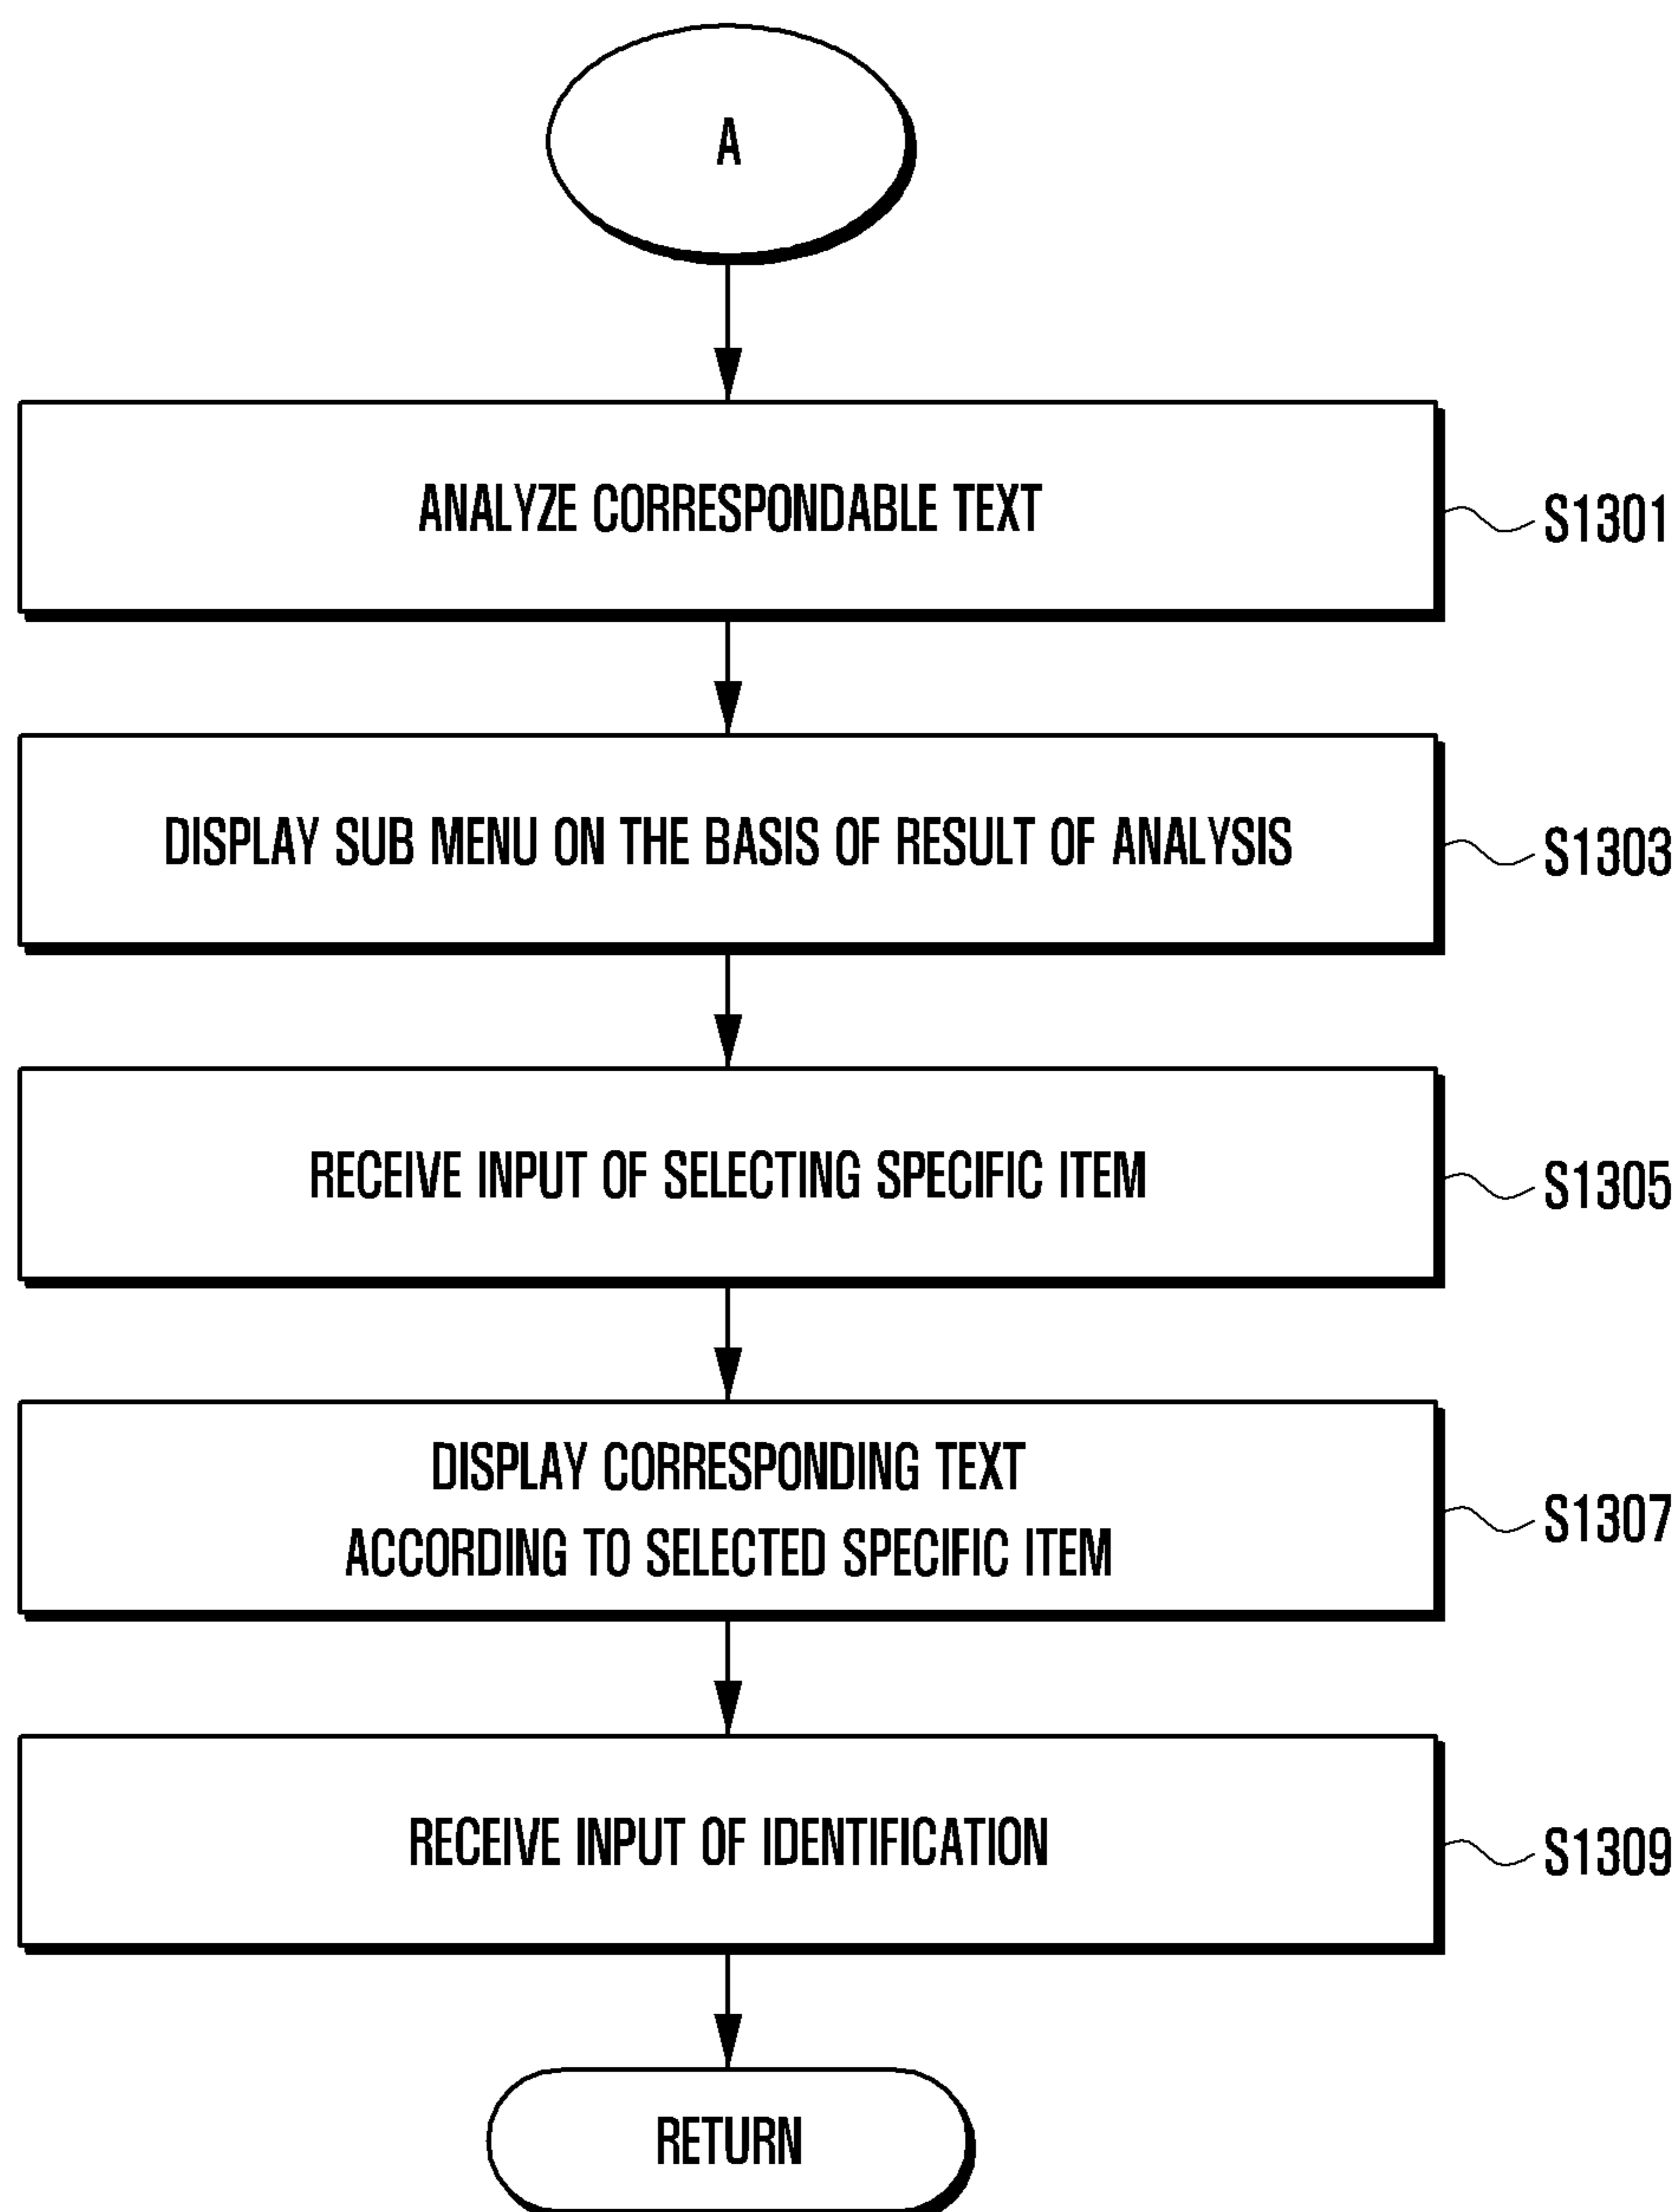 A
ANALYZE CORRESPONDABLE TEXT
S1301
DISPLAY SUB MENU ON THE BASIS OF RESULT OF ANALYSIS
S1303
RECEIVE INPUT OF SELECTING SPECIFIC ITEM
S1305
DISPLAY CORRESPONDING TEXT
ACCORDING TO SELECTED SPECIFIC ITEM
S1307
RECEIVE INPUT OF IDENTIFICATION
S1309
RETURN